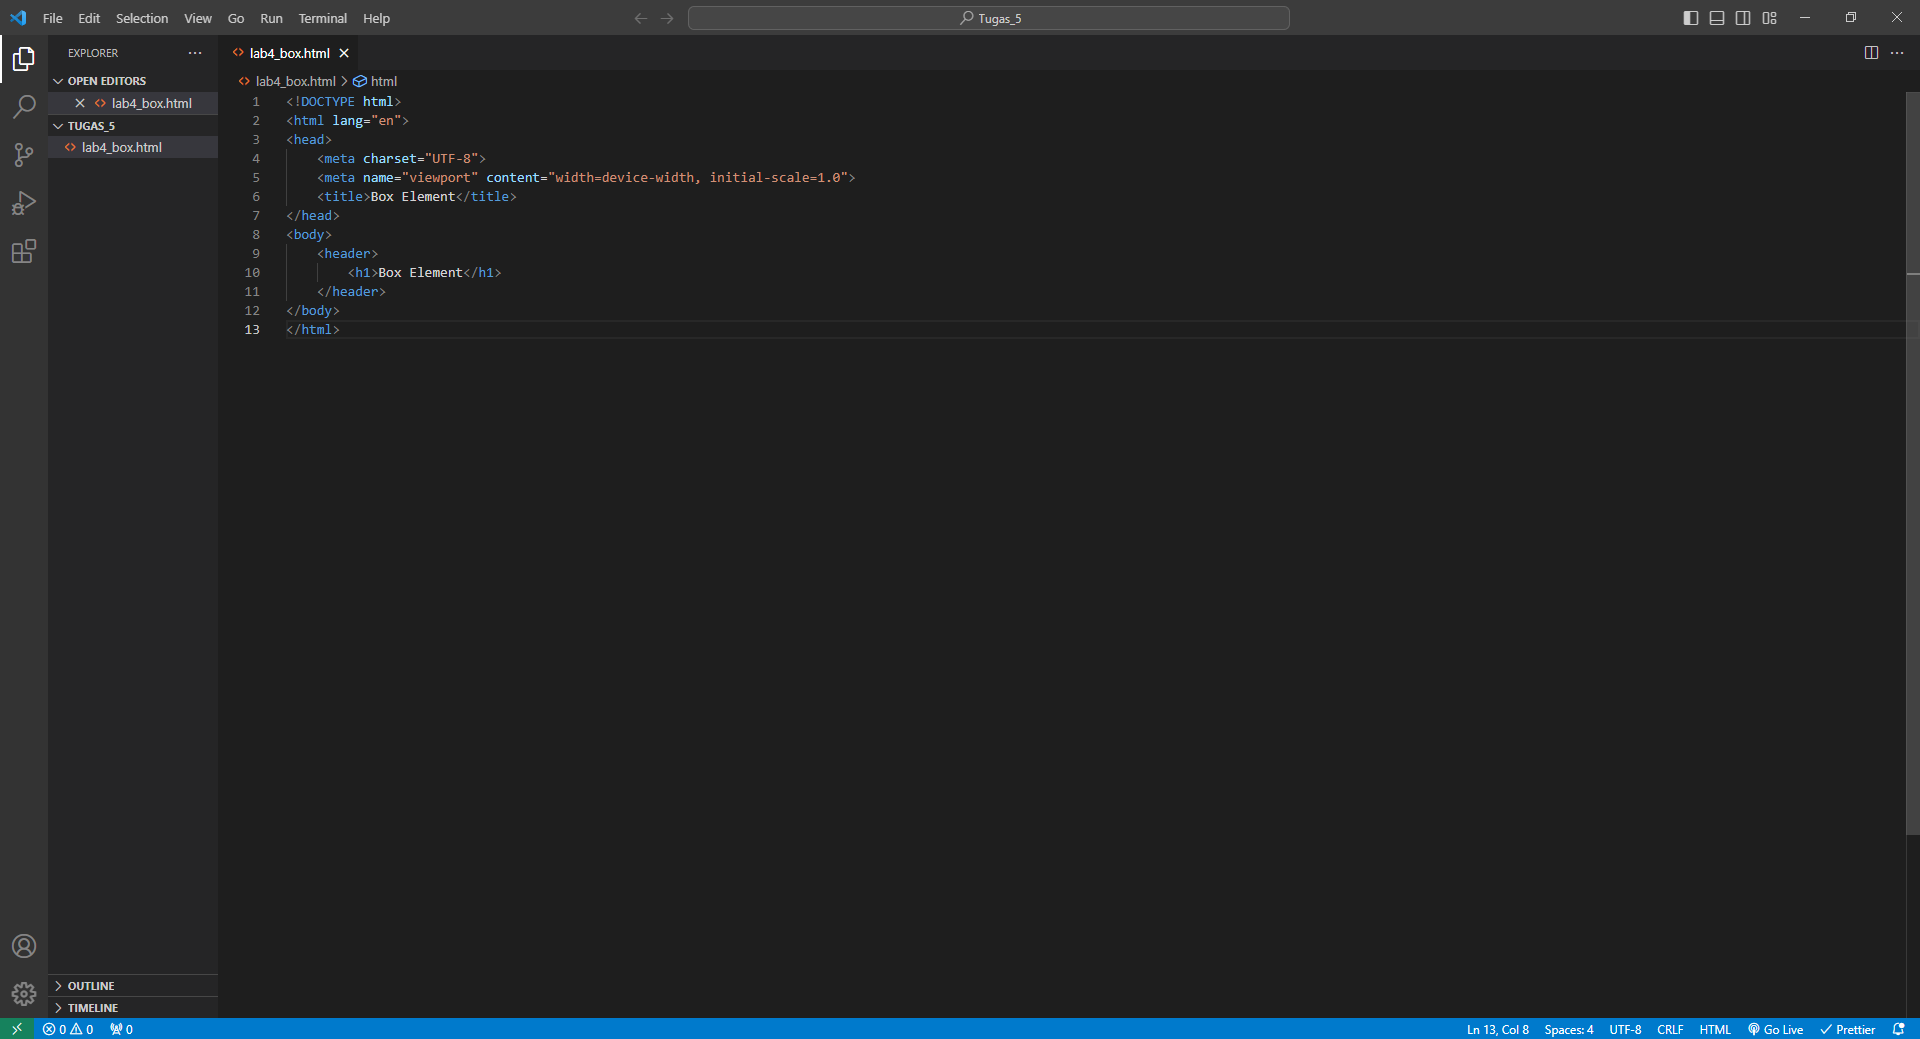 File Edit Selection View Go Run Terminal Help
Tugas_5
EXPLORER
OPEN EDITORS
lab4_box.html
TUGAS_5
lab4_box.html
OUTLINE
TIMELINE
lab4_box.html
lab4_box.html > html
1 <!DOCTYPE html>
2 <html lang="en">
3 <head>
4 <meta charset="UTF-8">
5 <meta name="viewport" content="width=device-width, initial-scale=1.0">
6 <title>Box Element</title>
7 </head>
8 <body>
9 <header>
10 <h1>Box Element</h1>
11 </header>
12 </body>
13 </html>
0 0 0 Ln 13, Col 8 Spaces: 4 UTF-8 CRLF HTML Go Live Prettier